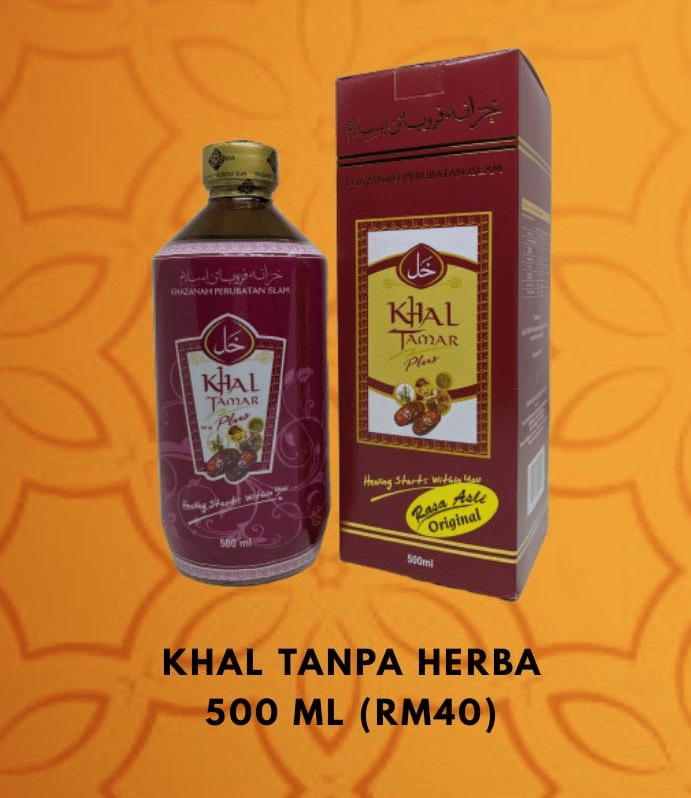 خزانه فروباتن إسلام
KHAZANAH PERUBATAN ISLAM
خل
KHAL
TAMAR
Plus
Healing Starts Within You
500 ml
خزانه فروباتن إسلام
KHAZANAH PERUBATAN ISLAM
خل
KHAL
TAMAR
Plus
Healing Starts Within You
Rasa Asli
Original
500ml
KHAL TANPA HERBA
500 ML (RM40)